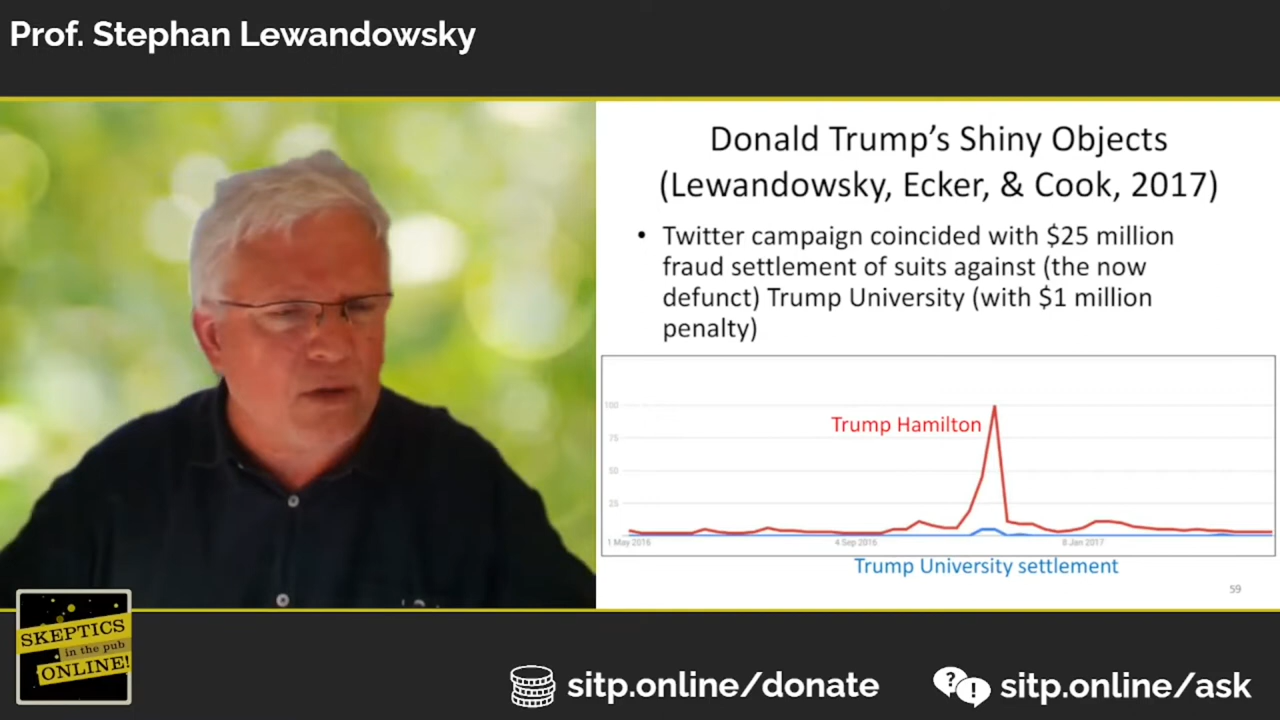 Prof. Stephan Lewandowsky
Donald Trump's Shiny Objects
(Lewandowsky, Ecker, & Cook, 2017)
• Twitter campaign coincided with $25 million
fraud settlement of suits against (the now
defunct) Trump University (with $1 million
penalty)
100
Trump Hamilton
75
50
25
1 May 2016
4 Sep 2016
8 Jan 2017
Trump University settlement
59
SKEPTICS
in the pub
ONLINE!
sitp.online/donate
?!
sitp.online/ask